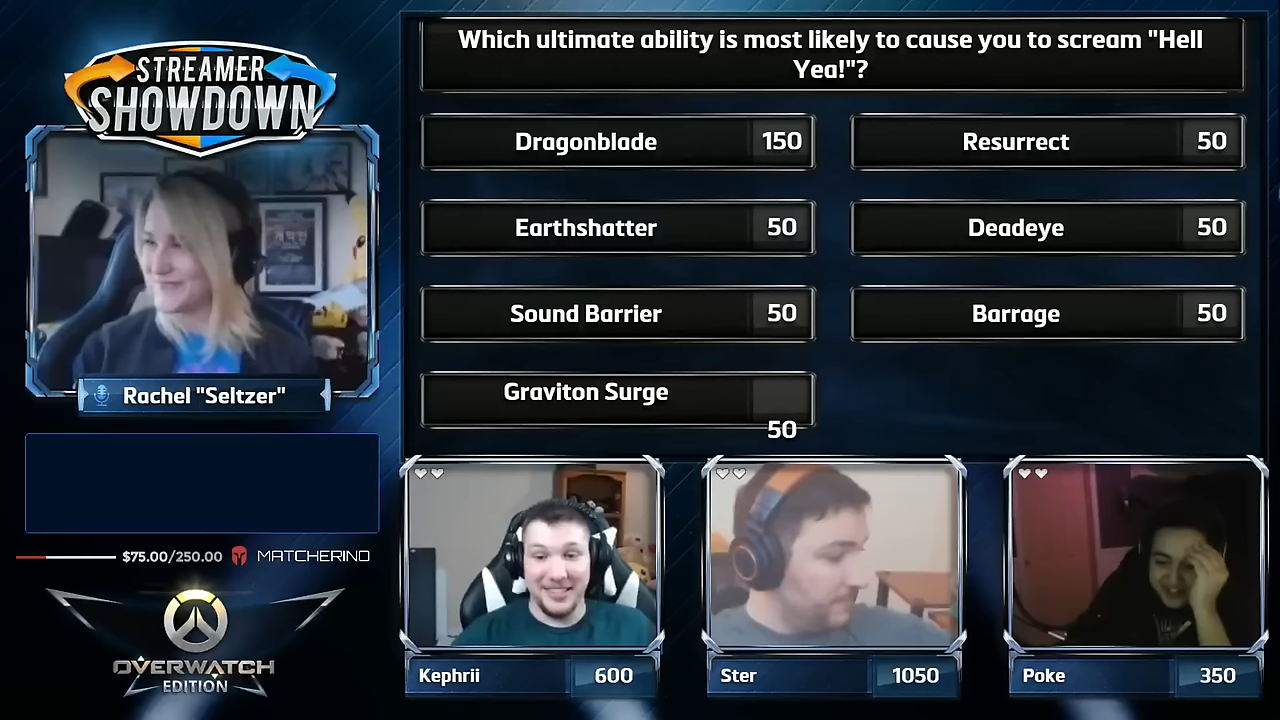 Which ultimate ability is most likely to cause you to scream "Hell
Yea!"?
STREAMER
SHOWDOWN
Dragonblade 150
Resurrect 50
Earthshatter 50
Deadeye 50
Sound Barrier 50
Barrage 50
Graviton Surge
50
Rachel "Seltzer"
$75.00/250.00 MATCHERINO
OVERWATCH
EDITION
Kephrii 600
Ster 1050
Poke 350